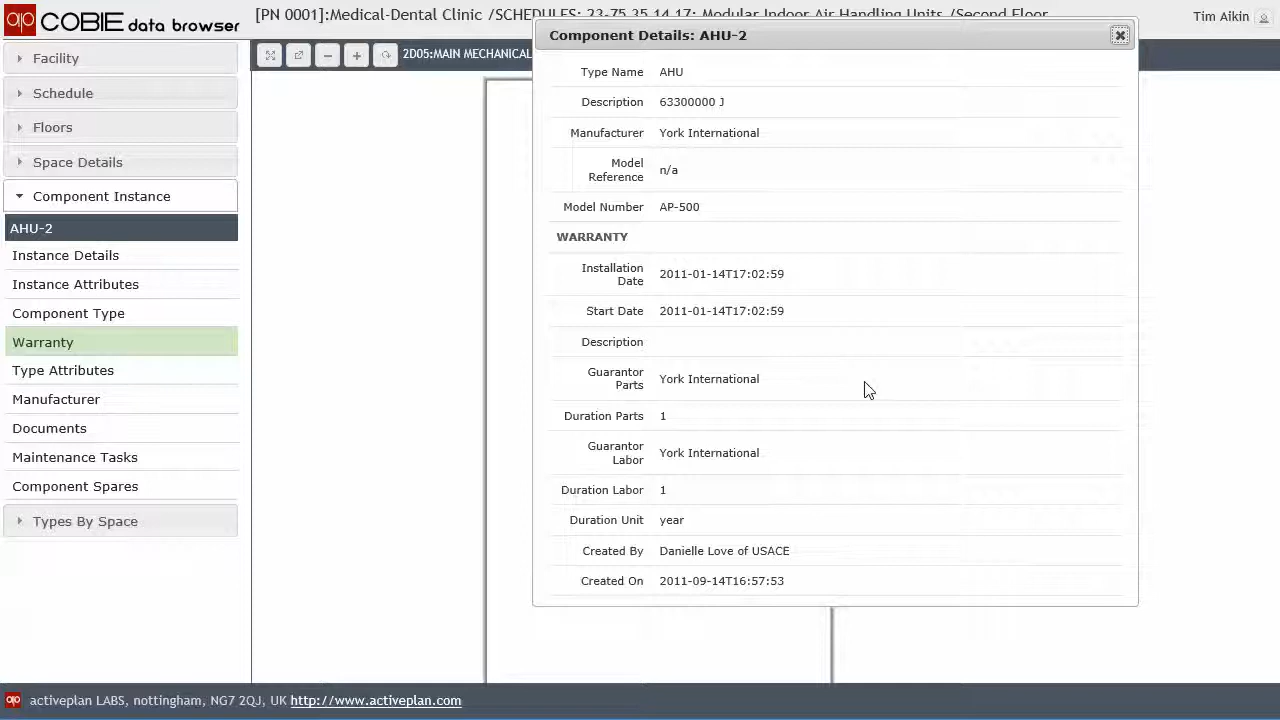 COBIE data browser
[PN 0001]:Medical-Dental Clinic /SCHEDULES: 23-75 35 14 17: Modular Indoor Air Handling Units /Second Floor
Tim Aikin
Facility
Schedule
Floors
Space Details
Component Instance
AHU-2
Instance Details
Instance Attributes
Component Type
Warranty
Type Attributes
Manufacturer
Documents
Maintenance Tasks
Component Spares
Types By Space
2D05:MAIN MECHANICAL
Component Details: AHU-2
Type Name AHU
Description 63300000 J
Manufacturer York International
Model
Reference n/a
Model Number AP-500
WARRANTY
Installation
Date 2011-01-14T17:02:59
Start Date 2011-01-14T17:02:59
Description
Guarantor
Parts York International
Duration Parts 1
Guarantor
Labor York International
Duration Labor 1
Duration Unit year
Created By Danielle Love of USACE
Created On 2011-09-14T16:57:53
activeplan LABS, nottingham, NG7 2QJ, UK http://www.activeplan.com